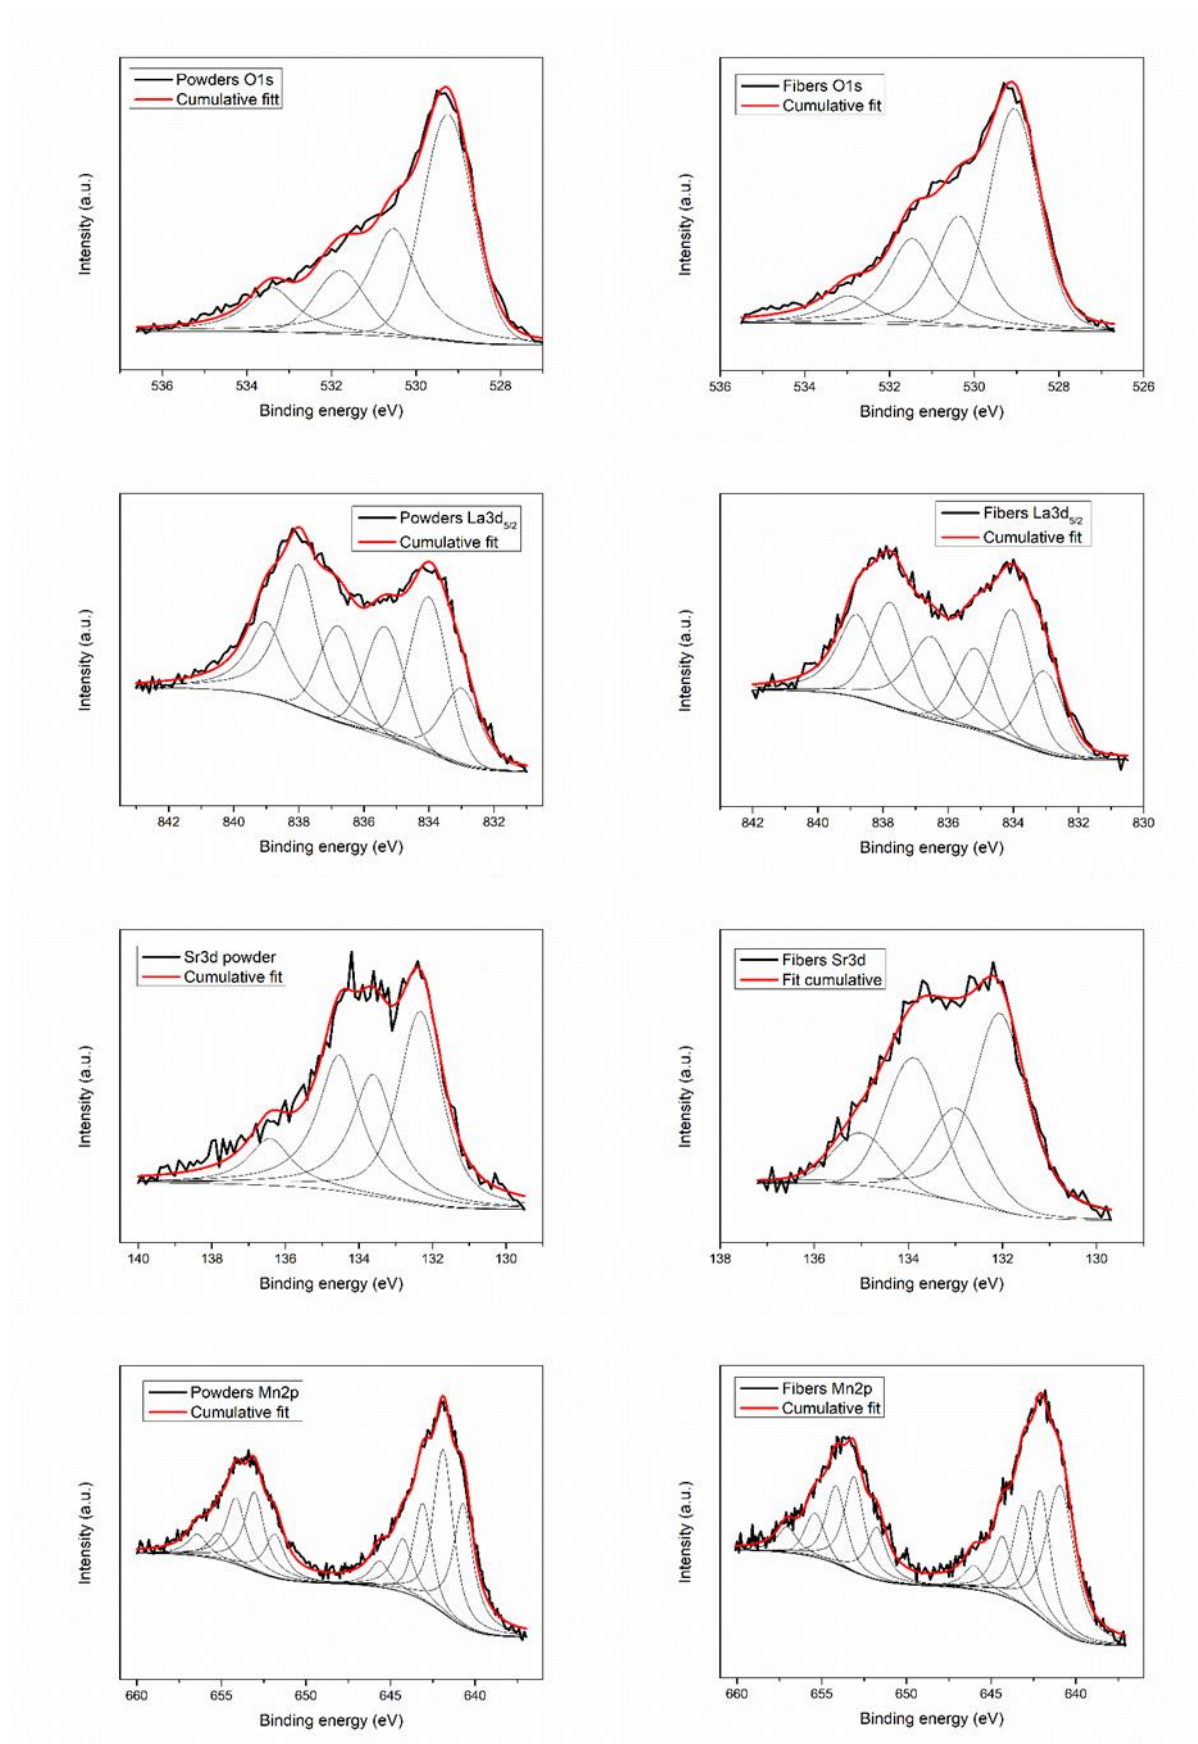 Powders O1s
Cumulative fitt
Intensity (a.u.)
536 534 532 530 528
Binding energy (eV)
Fibers O1s
Cumulative fit
Intensity (a.u.)
536 534 532 530 528 526
Binding energy (eV)
Powders La3d5/2
Cumulative fit
Intensity (a.u.)
842 840 838 836 834 832
Binding energy (eV)
Fibers La3d5/2
Cumulative fit
Intensity (a.u.)
842 840 838 836 834 832 830
Binding energy (eV)
Sr3d powder
Cumulative fit
Intensity (a.u.)
140 138 136 134 132 130
Binding energy (eV)
Fibers Sr3d
Fit cumulative
Intensity (a.u.)
138 136 134 132 130
Binding energy (eV)
Powders Mn2p
Cumulative fit
Intensity (a.u.)
660 655 650 645 640
Binding energy (eV)
Fibers Mn2p
Cumulative fit
Intensity (a.u.)
660 655 650 645 640
Binding energy (eV)